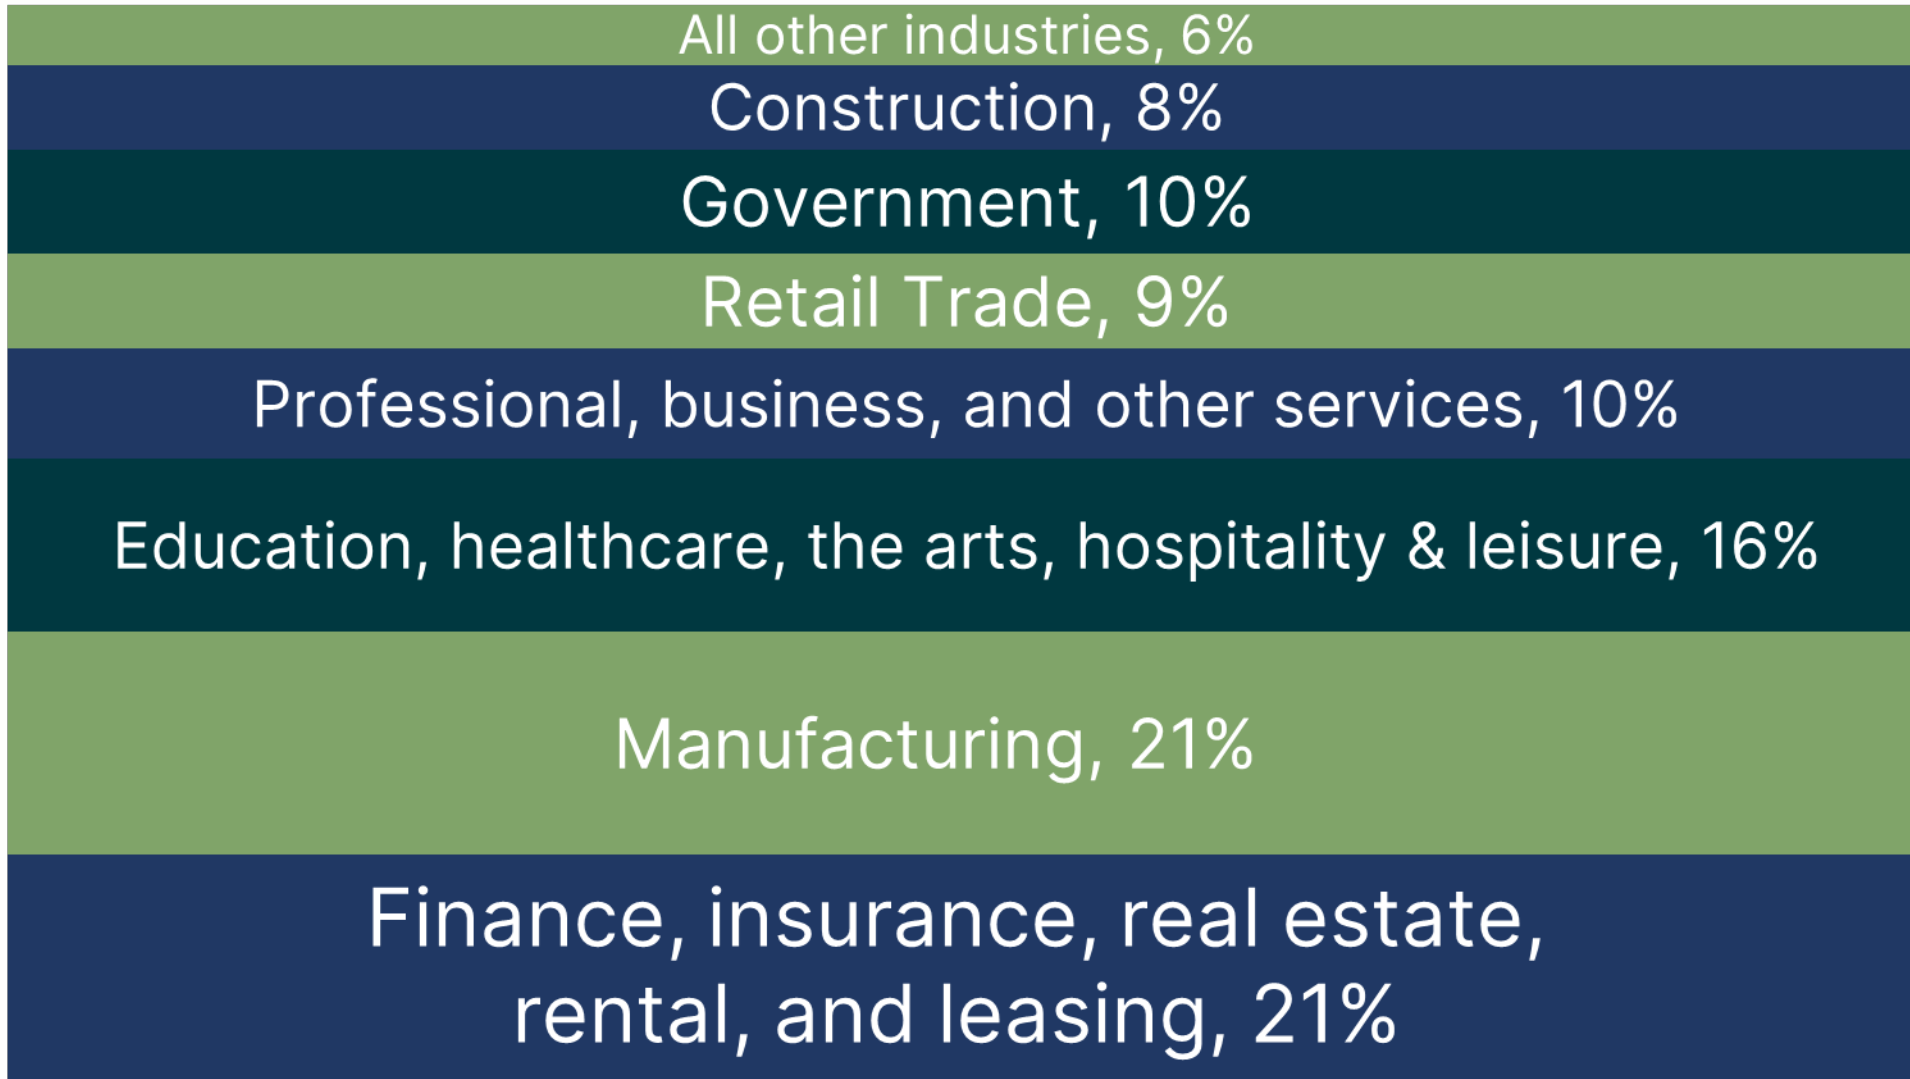 All other industries, 6%
Construction, 8%
Government, 10%
Retail Trade, 9%
Professional, business, and other services, 10%
Education, healthcare, the arts, hospitality & leisure, 16%
Manufacturing, 21%
Finance, insurance, real estate,
rental, and leasing, 21%